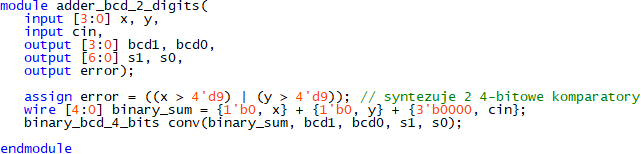 module adder_bcd_2_digits(
input [3:0] x, y,
input cin,
output [3:0] bcd1, bcd0,
output [6:0] s1, s0,
output error);
assign error = ((x > 4'd9) | (y > 4'd9)); // syntezuje 2 4-bitowe komparatory
wire [4:0] binary_sum = {1'b0, x} + {1'b0, y} + {3'b0000, cin};
binary_bcd_4_bits conv(binary_sum, bcd1, bcd0, s1, s0);
endmodule